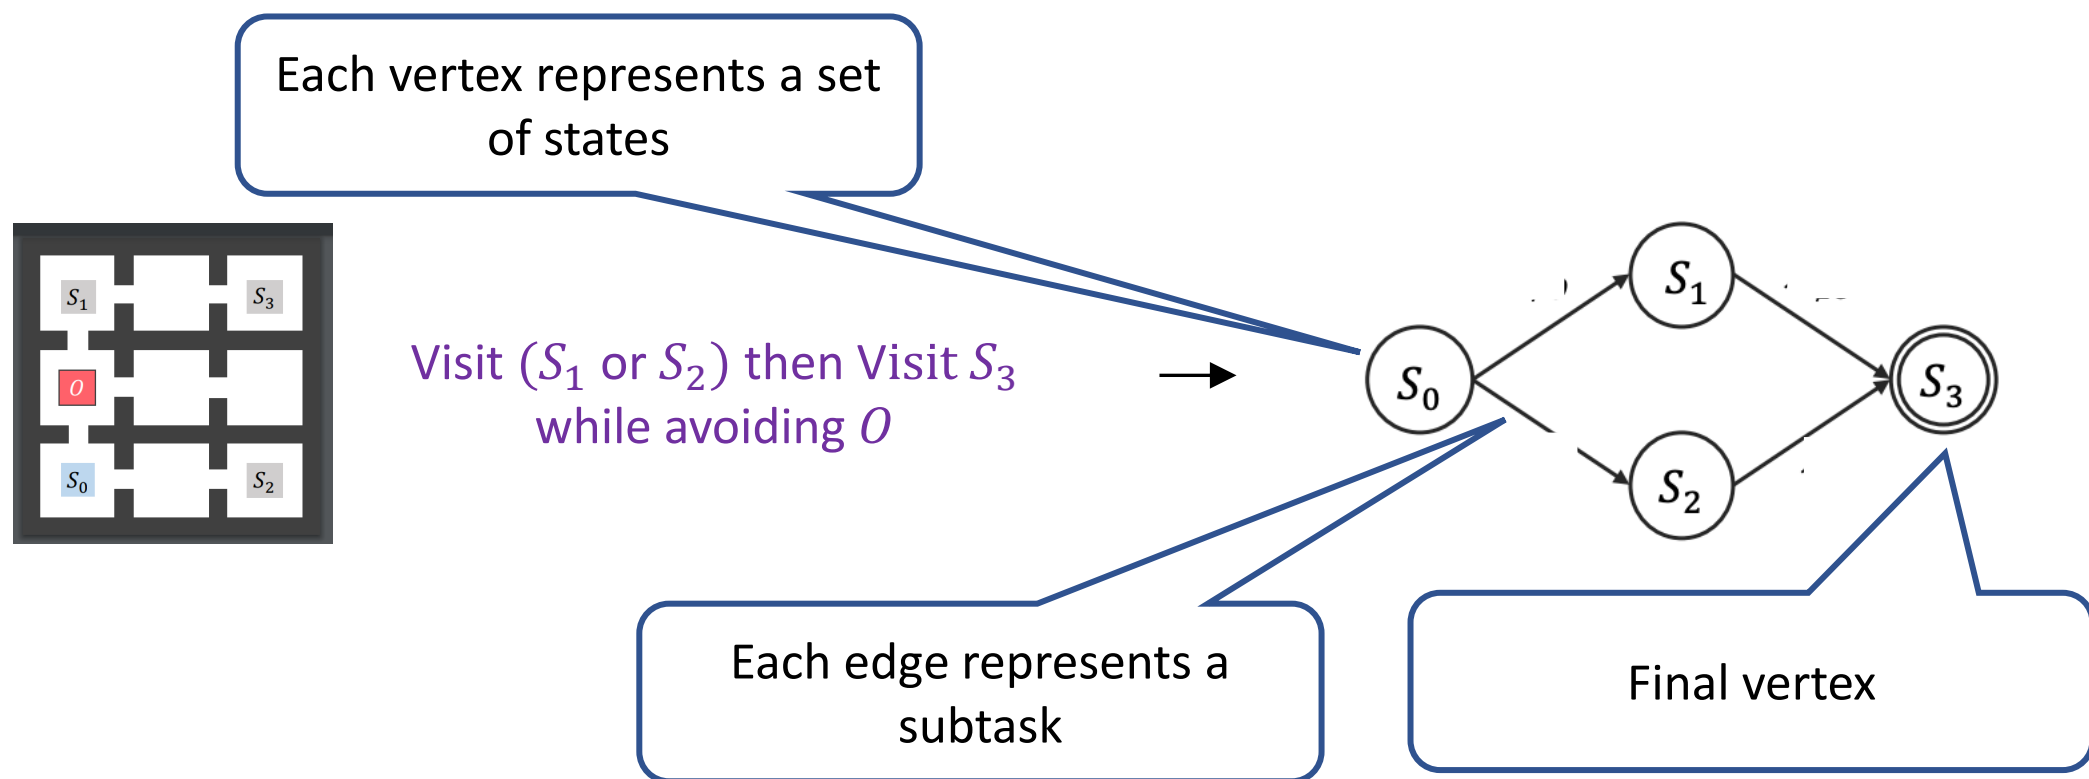 Each vertex represents a set
of states
S₁
S₃
O
S₀
S₂
Visit (S₁ or S₂) then Visit S₃
while avoiding O
S₁
S₀
S₃
S₂
Each edge represents a
subtask
Final vertex